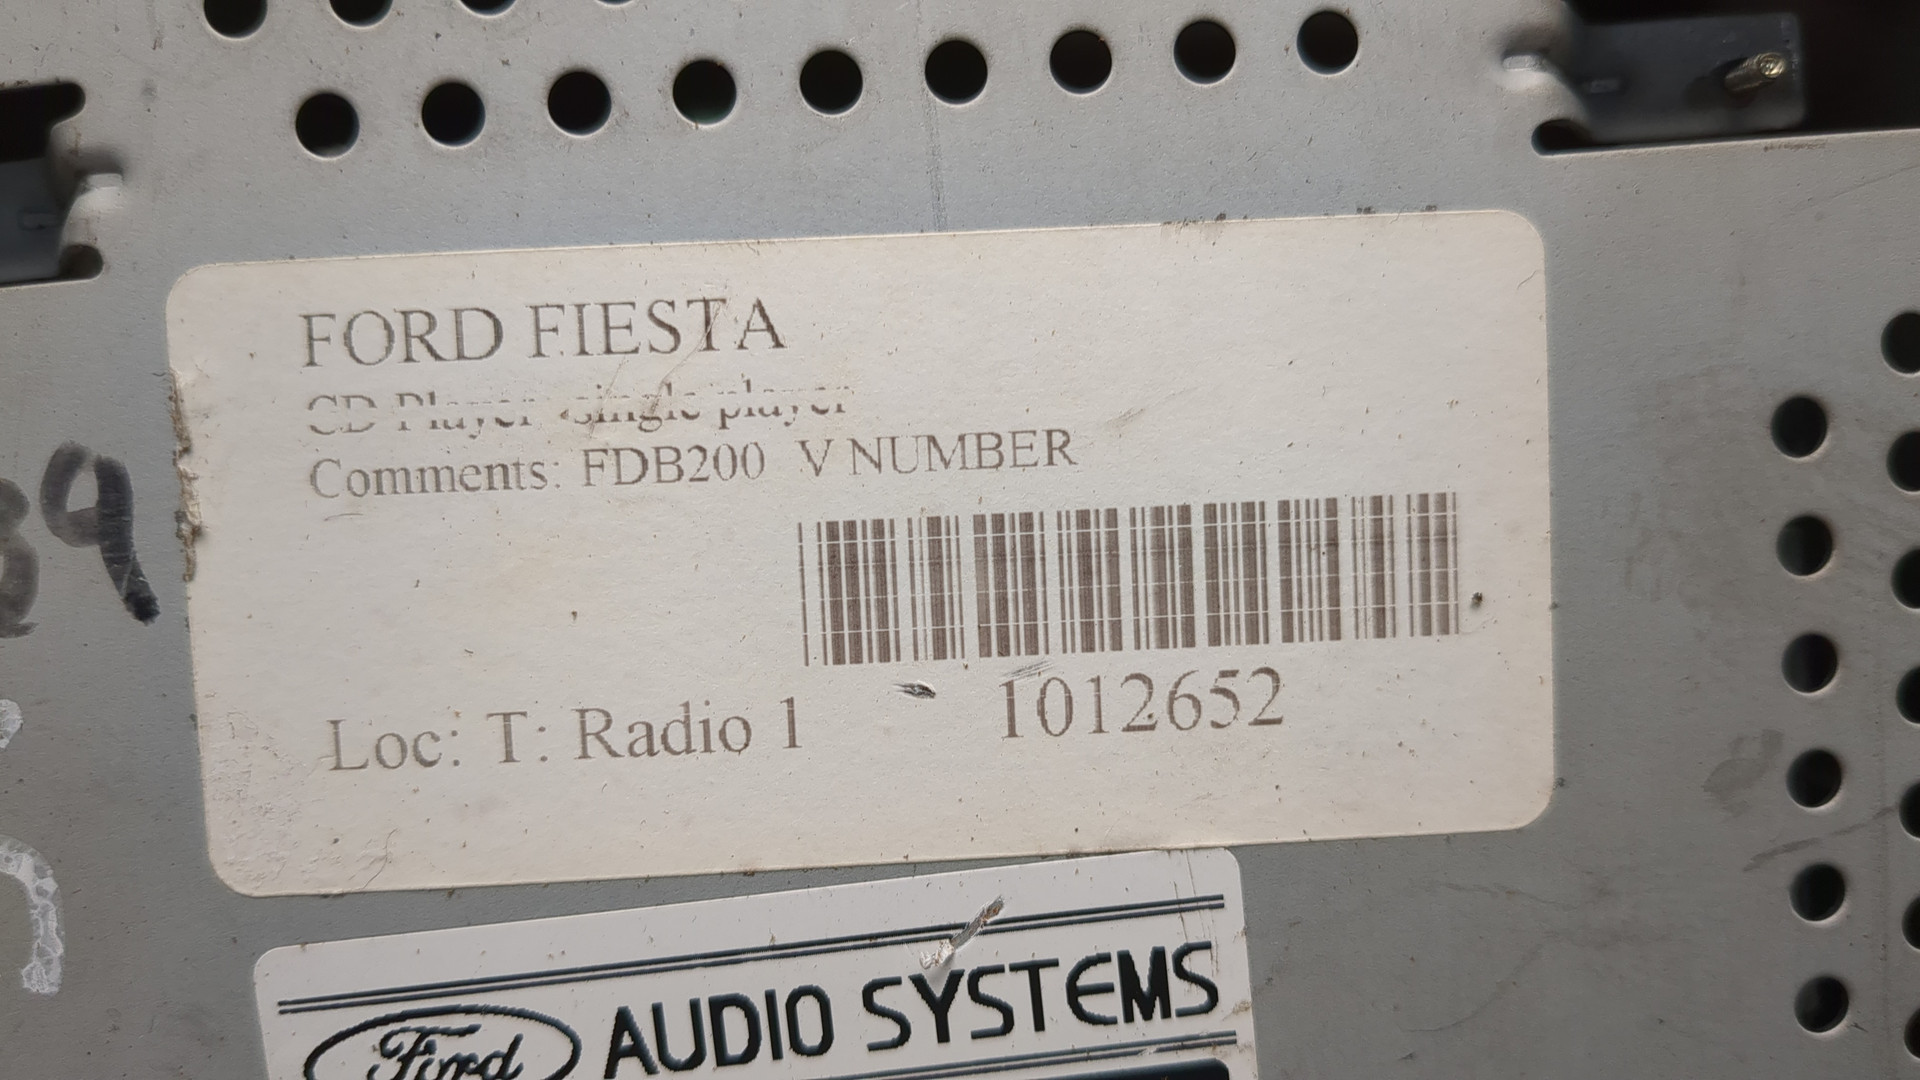 FORD FIESTA
CD Player -single player
Comments: FDB200 V NUMBER
Loc: T: Radio 1 1012652
Ford AUDIO SYSTEMS